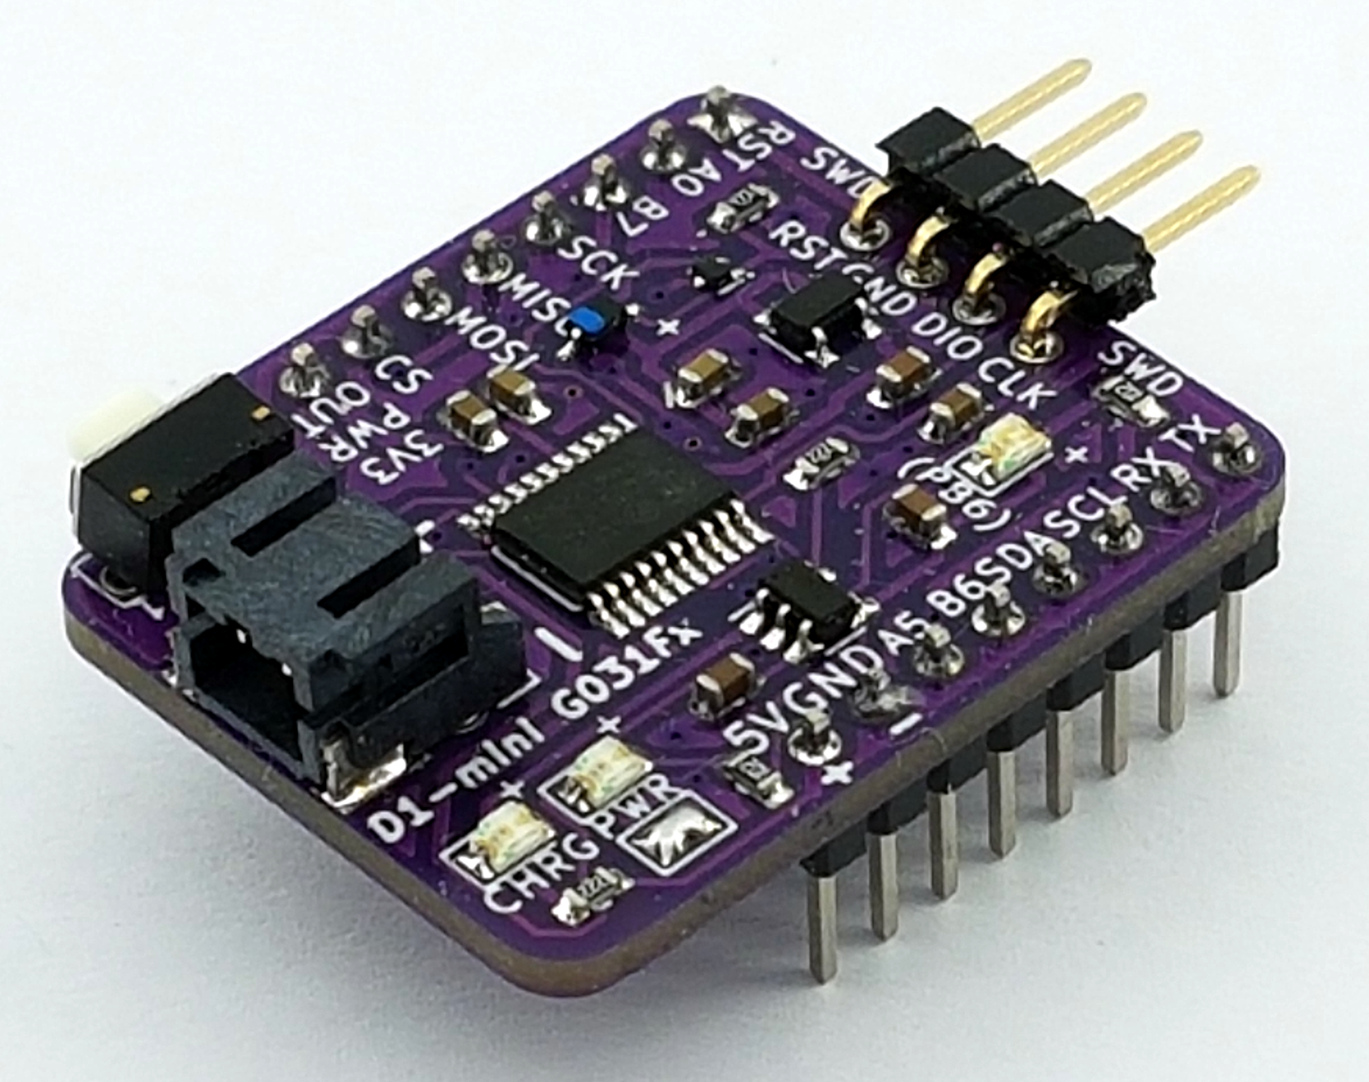 RST
A0
B7
SCK
MISO
MOSI
CS
3V3
PWR
OUT
SWD
RST
GND
DIO
CLK
SWD
+
+
(PB6)
TX
RX
SCL
SDA
B6
A5
GND
5V
-
+
D1-mini G031Fx
+
PWR
+
CHRG